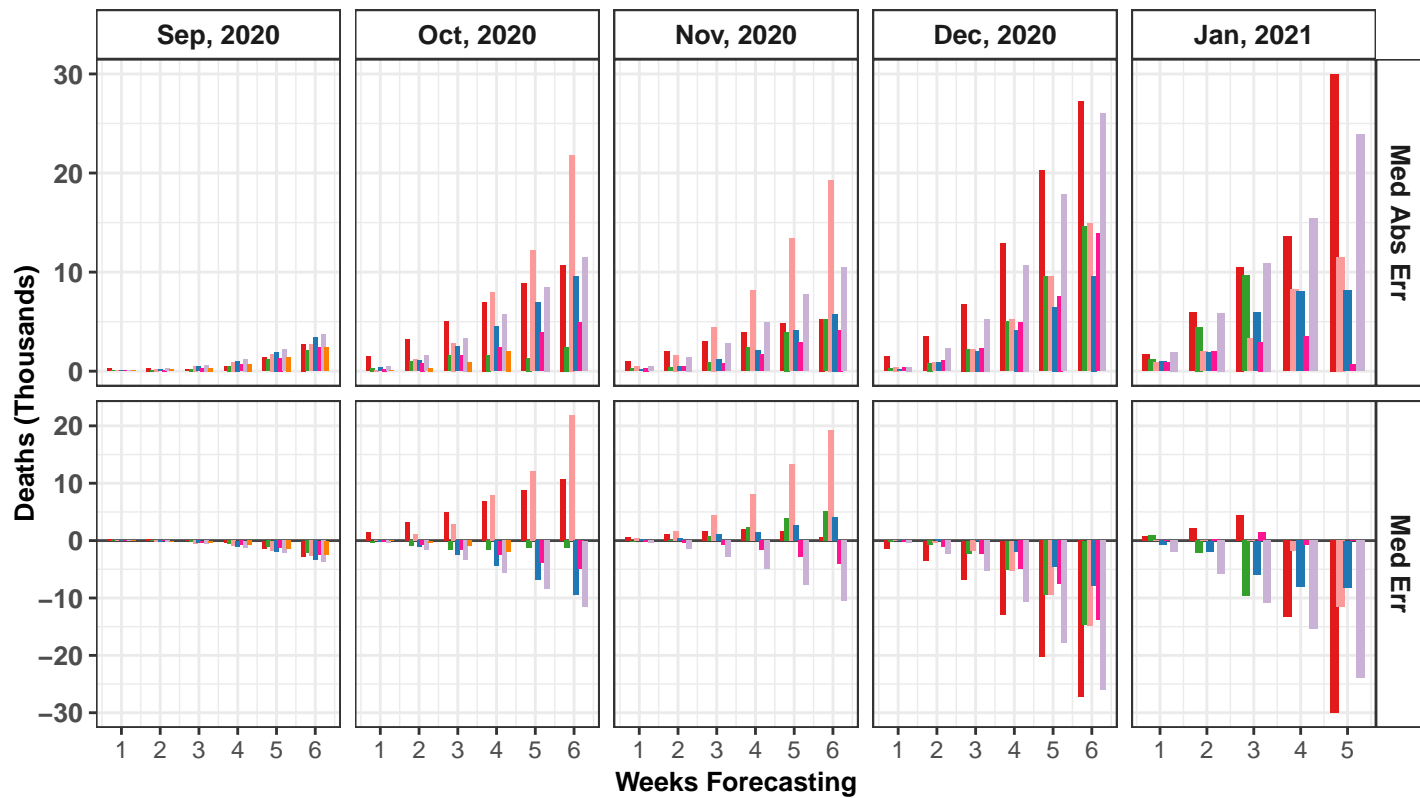 Sep, 2020 Oct, 2020 Nov, 2020 Dec, 2020 Jan, 2021
30
20
10
0
Med Abs Err
20
10
0
−10
−20
−30
Med Err
Deaths (Thousands)
1 2 3 4 5 6 1 2 3 4 5 6 1 2 3 4 5 6 1 2 3 4 5 6 1 2 3 4 5
Weeks Forecasting